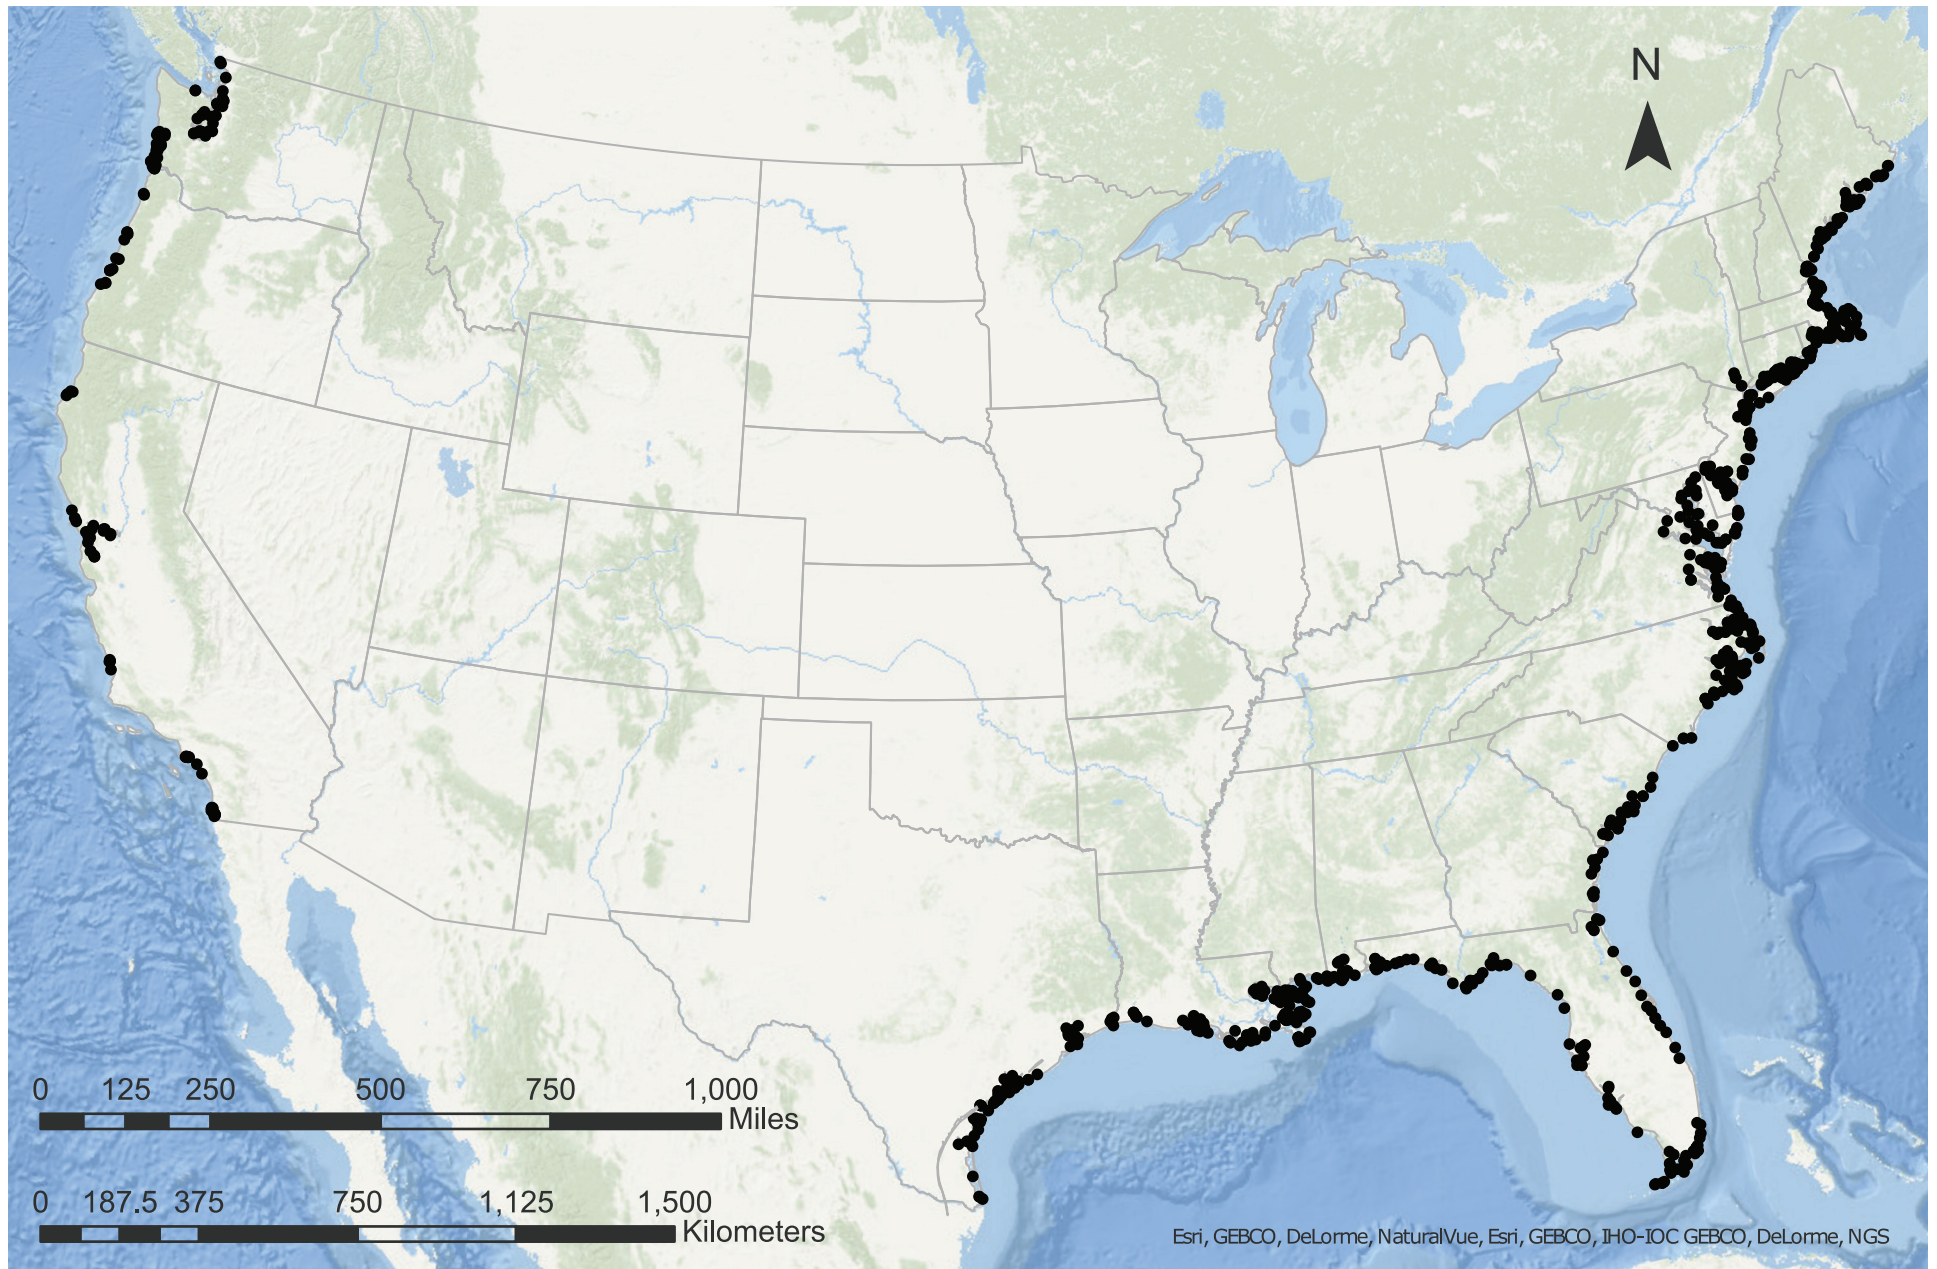 N
0 125 250 500 750 1,000
Miles
0 187.5 375 750 1,125 1,500
Kilometers
Esri, GEBCO, DeLorme, NaturalVue, Esri, GEBCO, IHO-IOC GEBCO, DeLorme, NGS